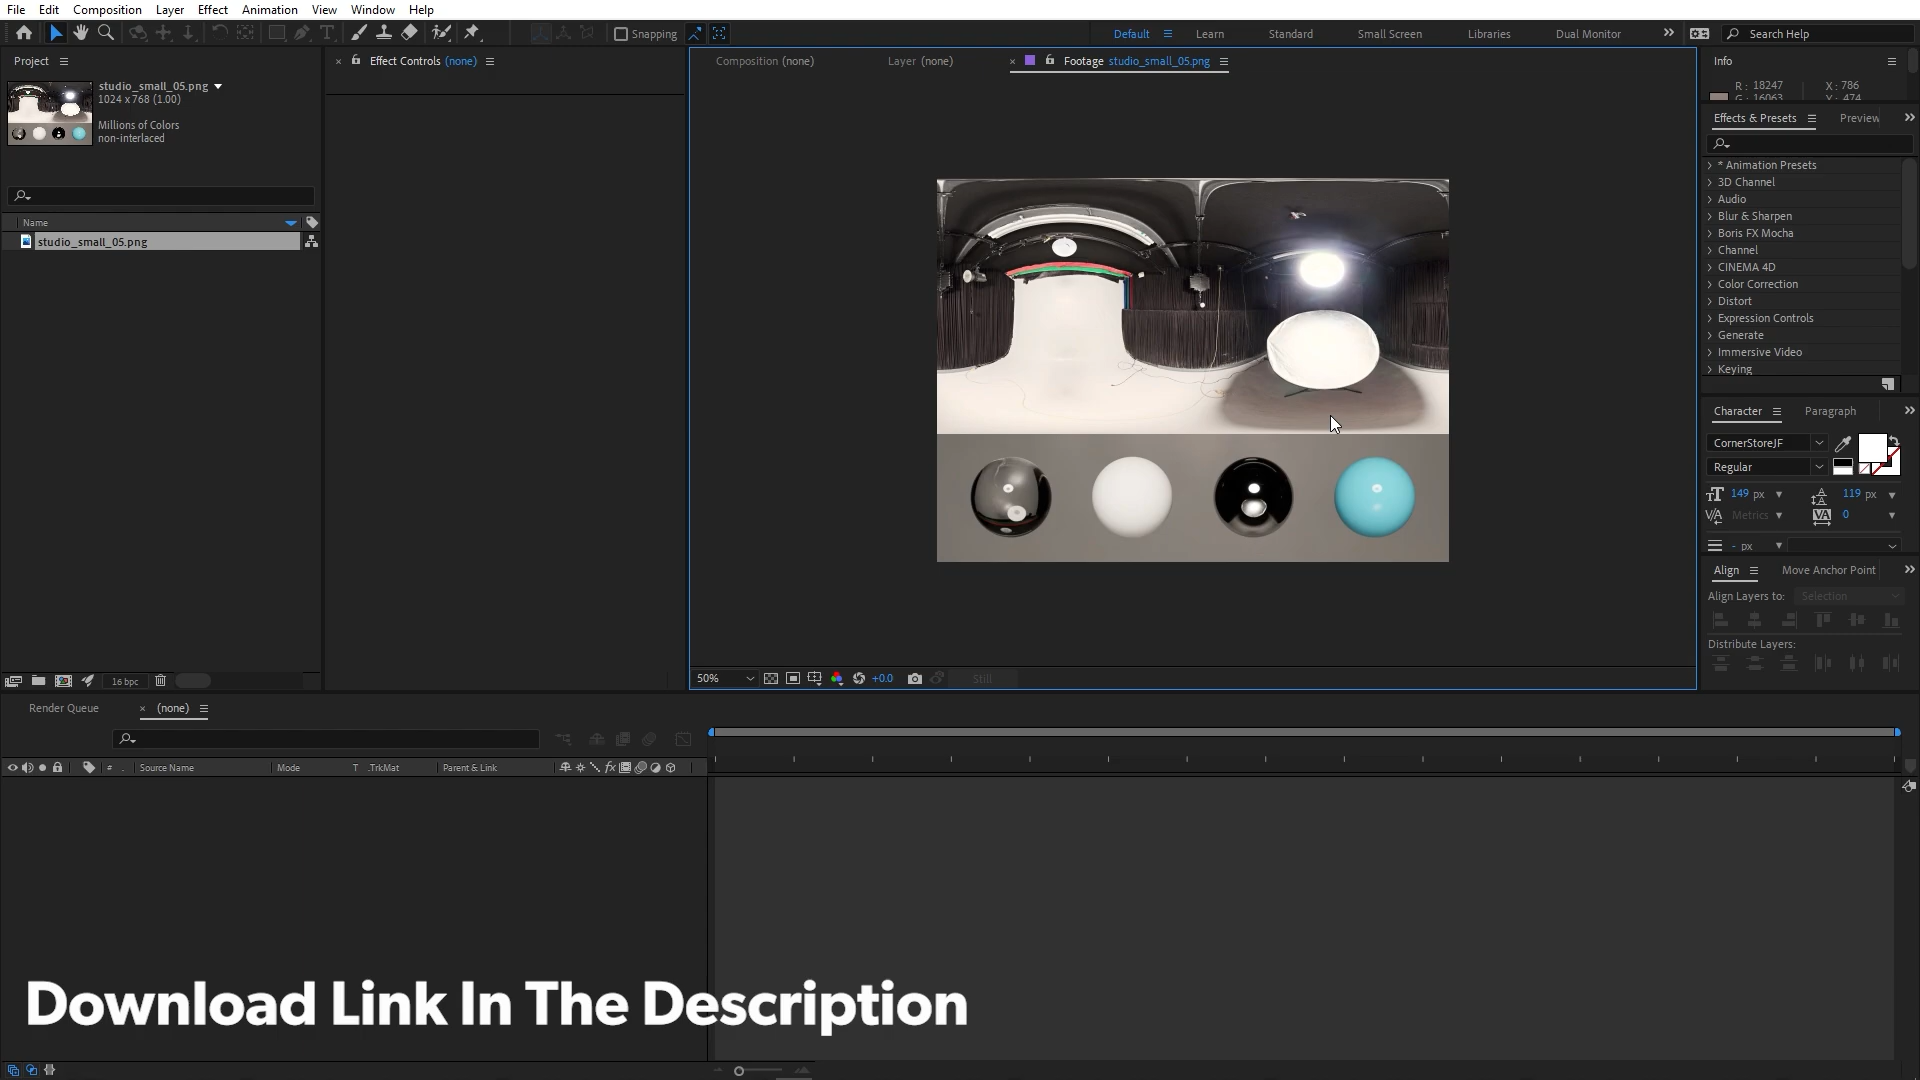 File Edit Composition Layer Effect Animation View Window Help
Snapping
Default Learn Standard Small Screen Libraries Dual Monitor
Search Help
Project
studio_small_05.png
1024 x 768 (1.00)
Millions of Colors
non-interlaced
Name
studio_small_05.png
16 bpc
Effect Controls (none)
Composition (none) Layer (none) Footage studio_small_05.png
50% +0.0 Still
Info
R: 18247 X: 786
G: 16063 Y: 474
Effects & Presets Preview
* Animation Presets
3D Channel
Audio
Blur & Sharpen
Boris FX Mocha
Channel
CINEMA 4D
Color Correction
Distort
Expression Controls
Generate
Immersive Video
Keying
Character Paragraph
CornerStoreJF
Regular
149 px 119 px
Metrics 0
- px
Align Move Anchor Point
Align Layers to: Selection
Distribute Layers:
Render Queue (none)
# . Source Name Mode T .TrkMat Parent & Link fx
Download Link In The Description